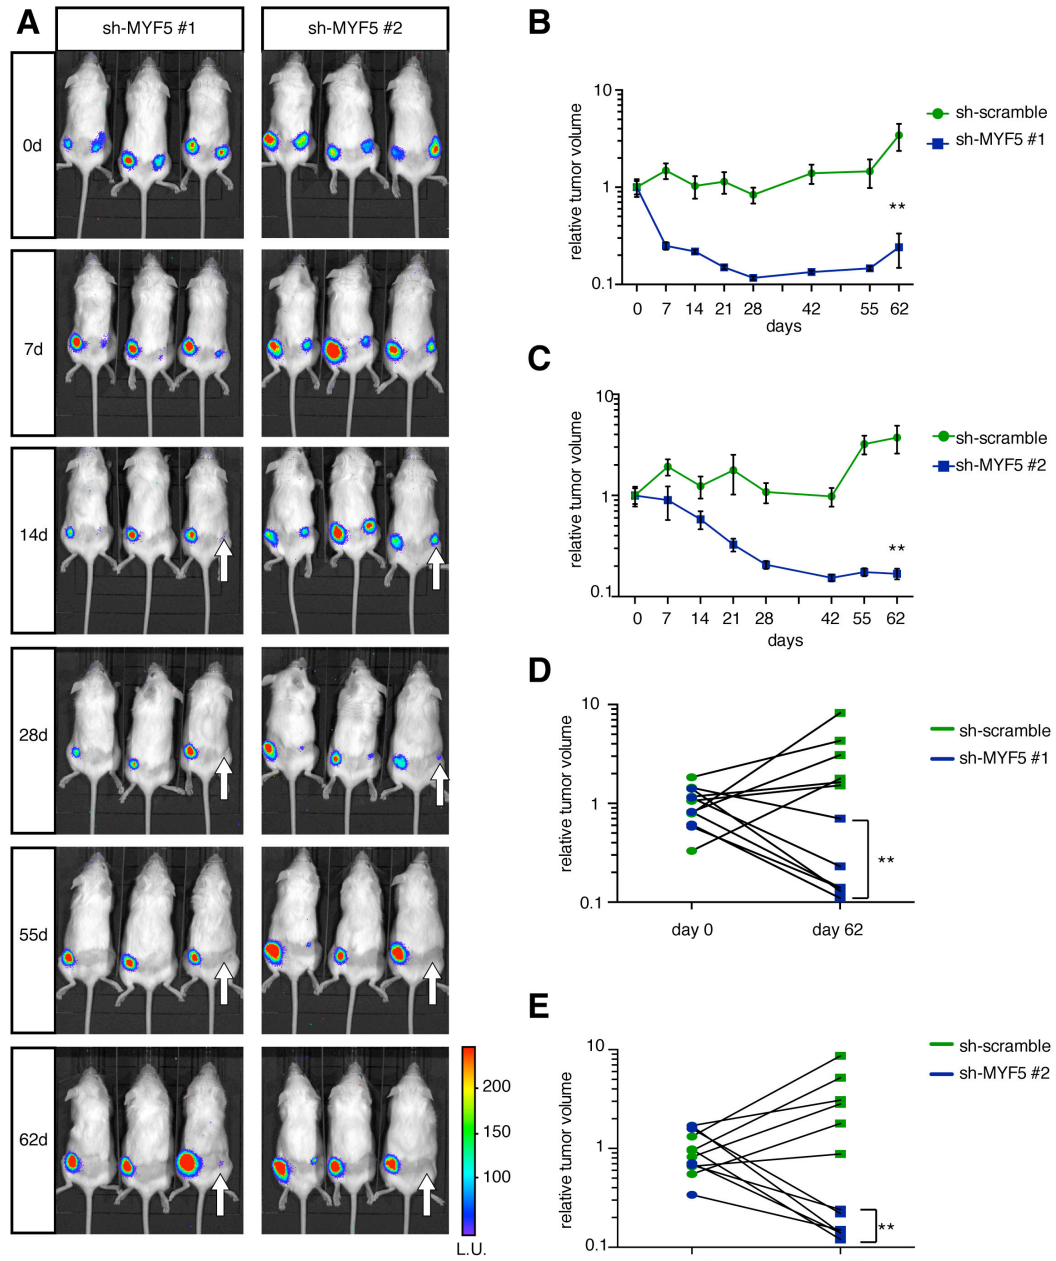 A
sh-MYF5 #1
sh-MYF5 #2
0d
7d
14d
28d
55d
62d
200
150
100
L.U.
B
relative tumor volume
10
1
0.1
0 7 14 21 28 42 55 62
days
sh-scramble
sh-MYF5 #1
**
C
relative tumor volume
10
1
0.1
0 7 14 21 28 42 55 62
days
sh-scramble
sh-MYF5 #2
**
D
relative tumor volume
10
1
0.1
day 0 day 62
sh-scramble
sh-MYF5 #1
**
E
relative tumor volume
10
1
0.1
sh-scramble
sh-MYF5 #2
**